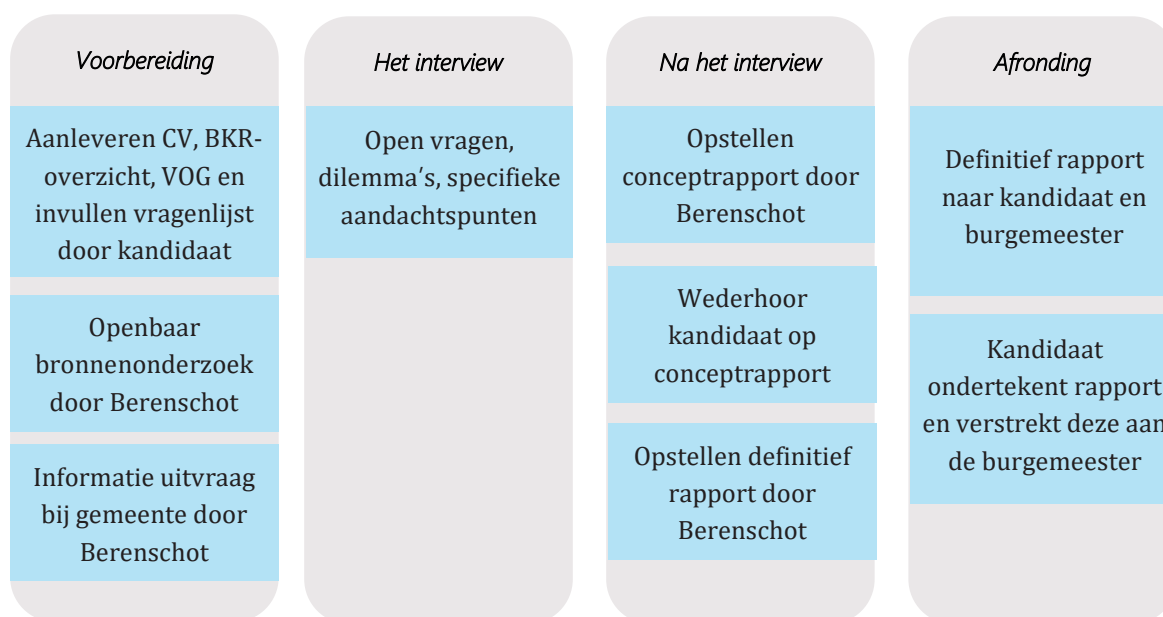 Voorbereiding
Aanleveren CV, BKR-
overzicht, VOG en
invullen vragenlijst
door kandidaat
Openbaar
bronnenonderzoek
door Berenschot
Informatie uitvraag
bij gemeente door
Berenschot
Het interview
Open vragen,
dilemma's, specifieke
aandachtspunten
Na het interview
Opstellen
conceptrapport door
Berenschot
Wederhoor
kandidaat op
conceptrapport
Opstellen definitief
rapport door
Berenschot
Afronding
Definitief rapport
naar kandidaat en
burgemeester
Kandidaat
ondertekent rapport
en verstrekt deze aan
de burgemeester